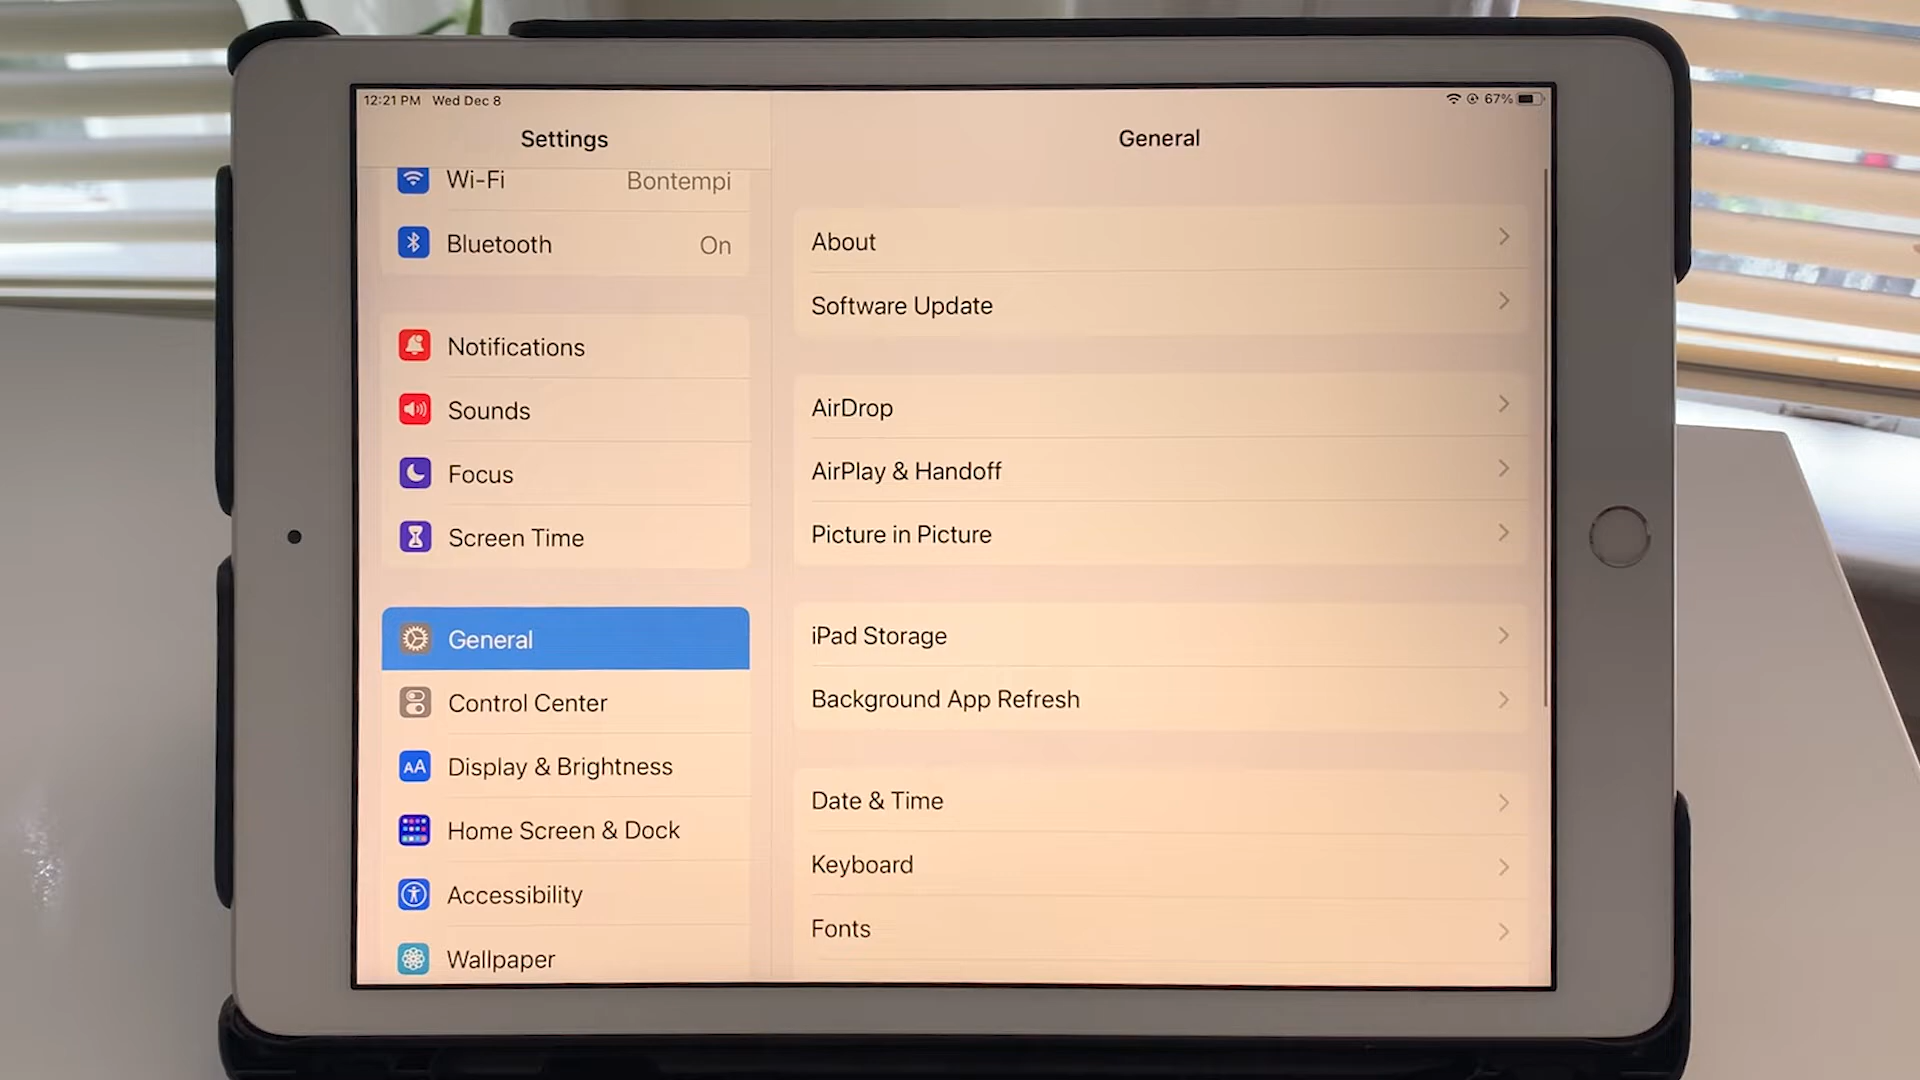 12:21 PM Wed Dec 8
67%
Settings
Wi-Fi Bontempi
Bluetooth On
Notifications
Sounds
Focus
Screen Time
General
Control Center
AA Display & Brightness
Home Screen & Dock
Accessibility
Wallpaper
General
About
Software Update
AirDrop
AirPlay & Handoff
Picture in Picture
iPad Storage
Background App Refresh
Date & Time
Keyboard
Fonts